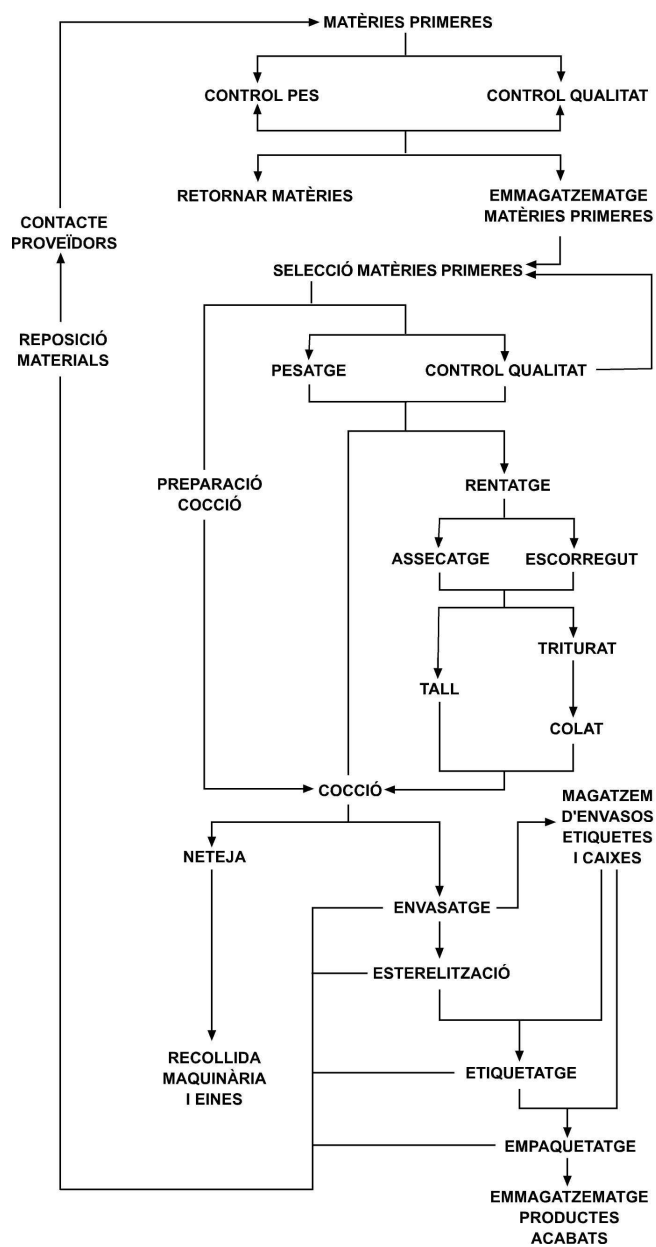 MATÈRIES PRIMERES
CONTROL PES
CONTROL QUALITAT
RETORNAR MATÈRIES
EMMAGATZEMATGE
MATÈRIES PRIMERES
CONTACTE
PROVEÏDORS
SELECCIÓ MATÈRIES PRIMERES
REPOSICIÓ
MATERIALS
PESATGE
CONTROL QUALITAT
PREPARACIÓ
COCCIÓ
RENTATGE
ASSECATGE
ESCORREGUT
TRITURAT
TALL
COLAT
COCCIÓ
MAGATZEM
D'ENVASOS
ETIQUETES
I CAIXES
NETEJA
ENVASATGE
ESTERELITZACIÓ
RECOLLIDA
MAQUINÀRIA
I EINES
ETIQUETATGE
EMPAQUETATGE
EMMAGATZEMATGE
PRODUCTES
ACABATS